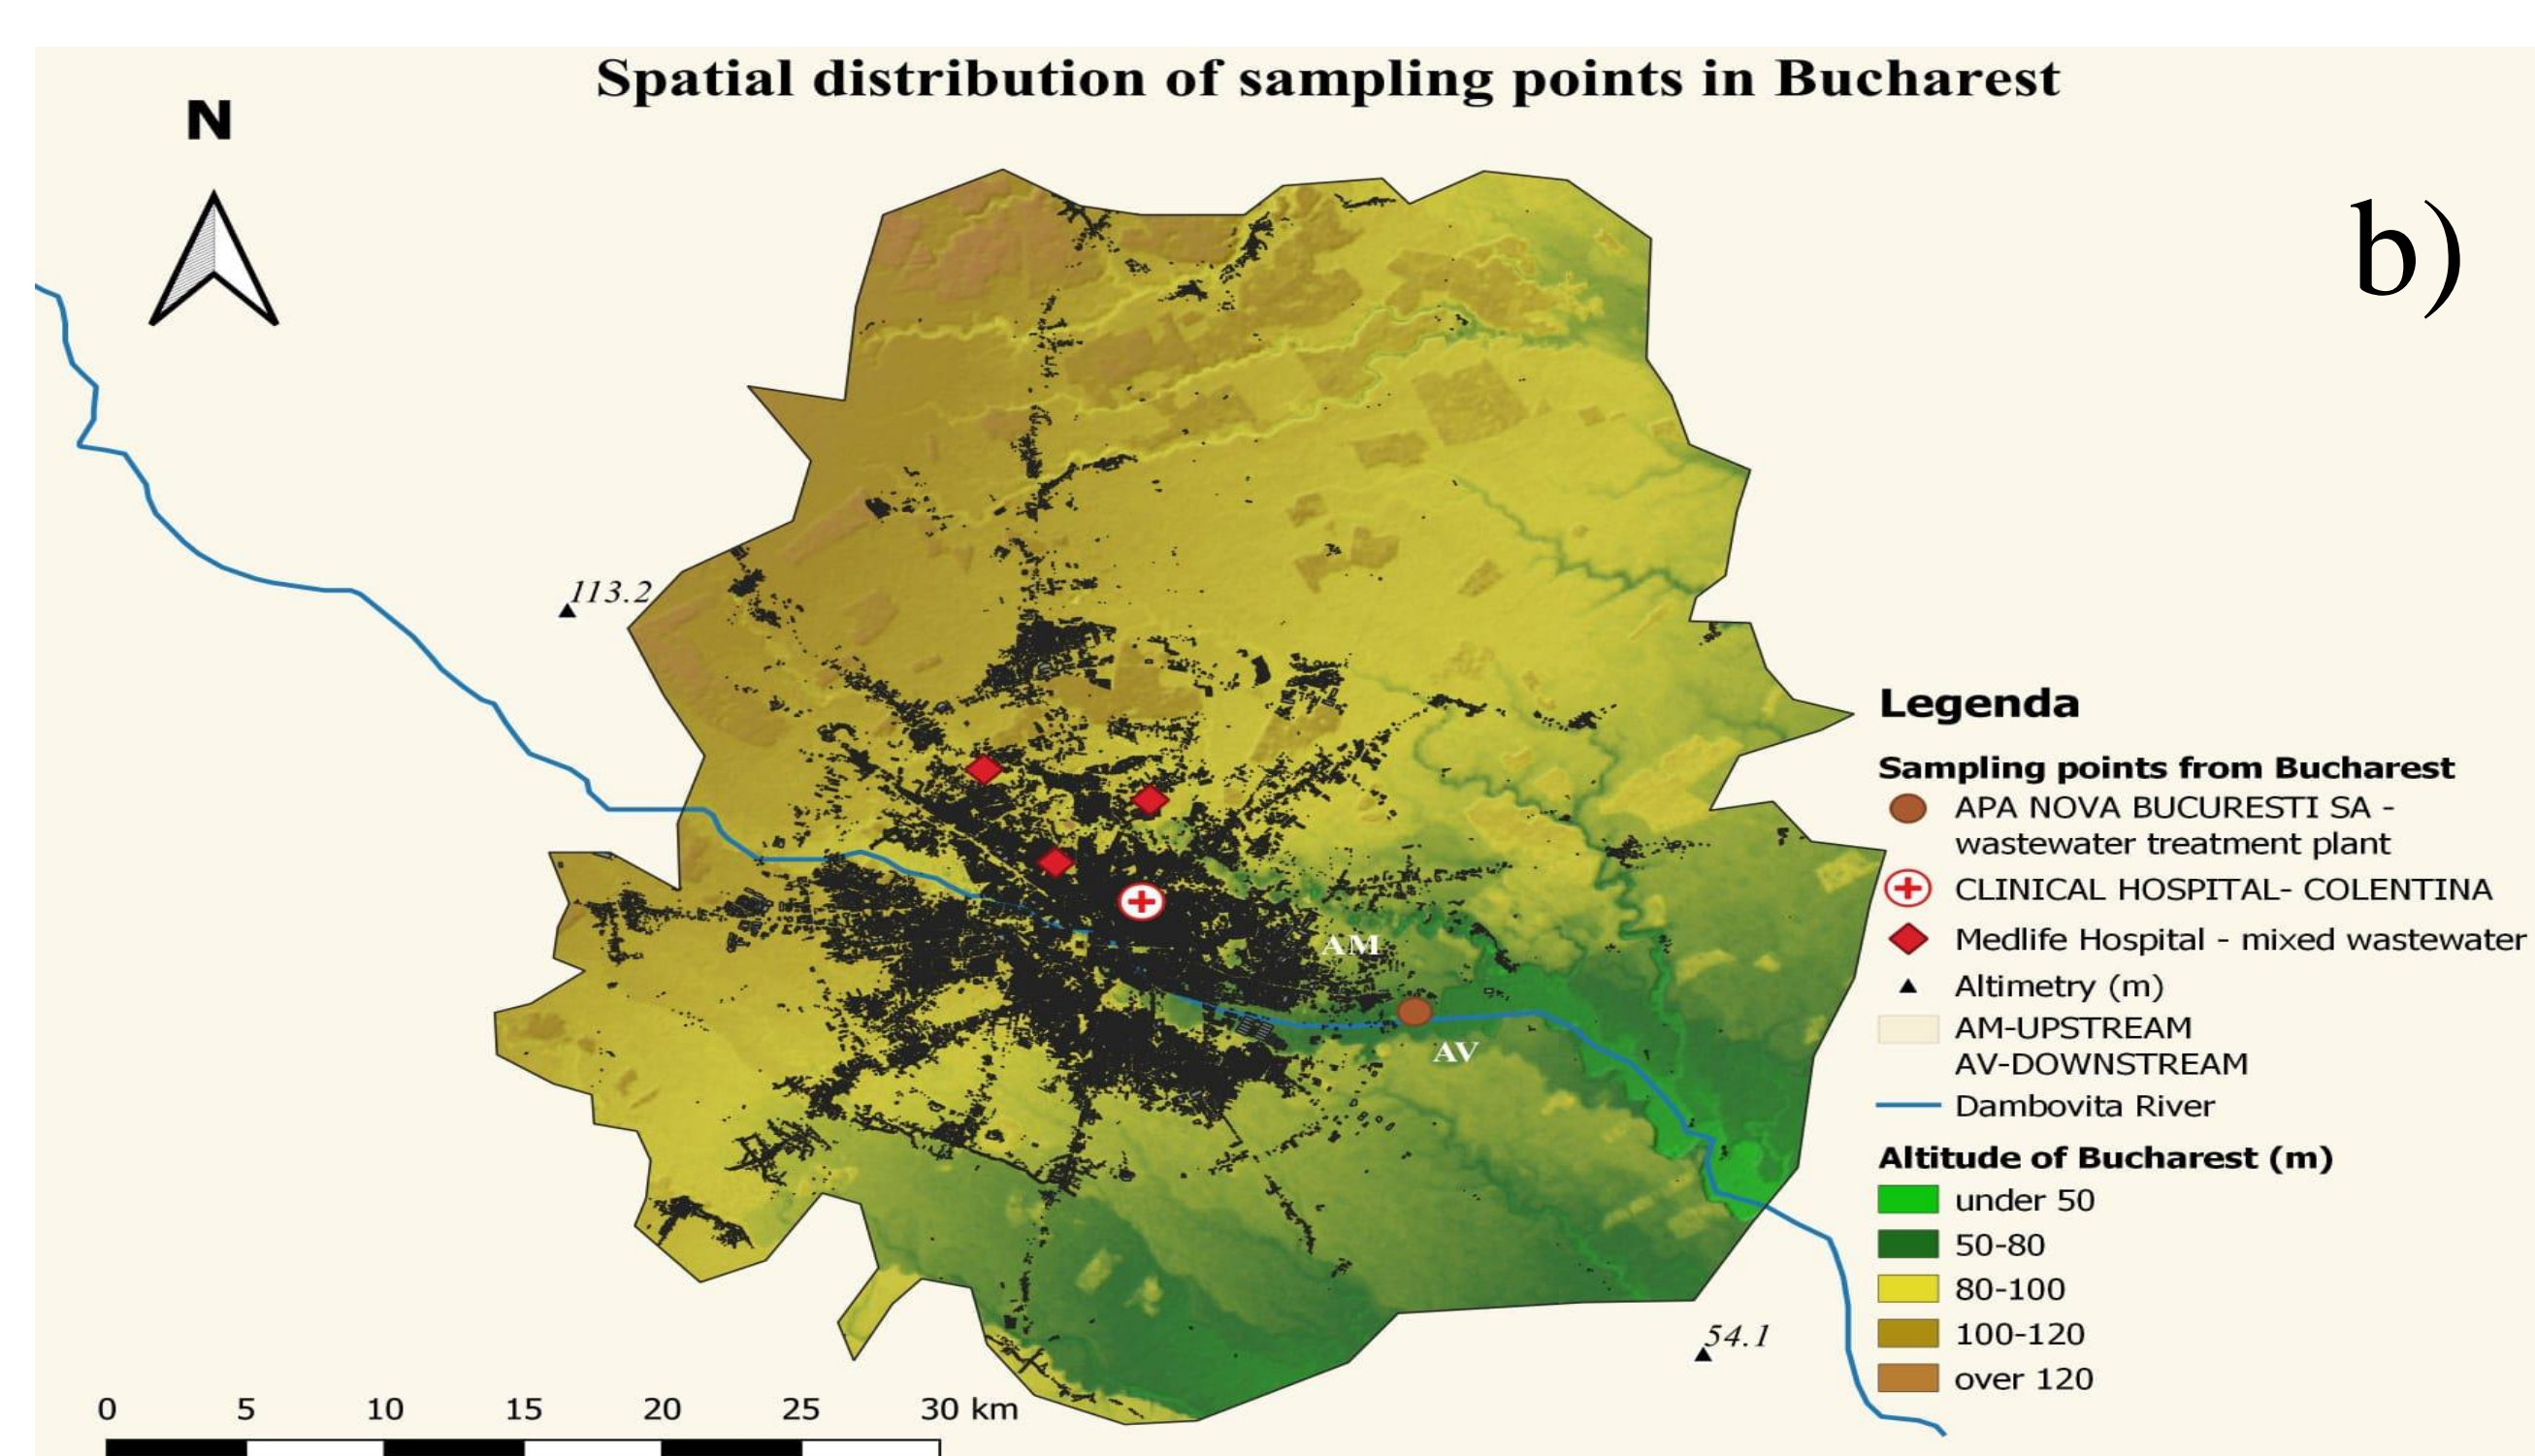 Spatial distribution of sampling points in Bucharest
N
b)
113.2
AM
AV
54.1
Legenda
Sampling points from Bucharest
APA NOVA BUCURESTI SA -
wastewater treatment plant
CLINICAL HOSPITAL- COLENTINA
Medlife Hospital - mixed wastewater
Altimetry (m)
AM-UPSTREAM
AV-DOWNSTREAM
Dambovita River
Altitude of Bucharest (m)
under 50
50-80
80-100
100-120
over 120
0 5 10 15 20 25 30 km